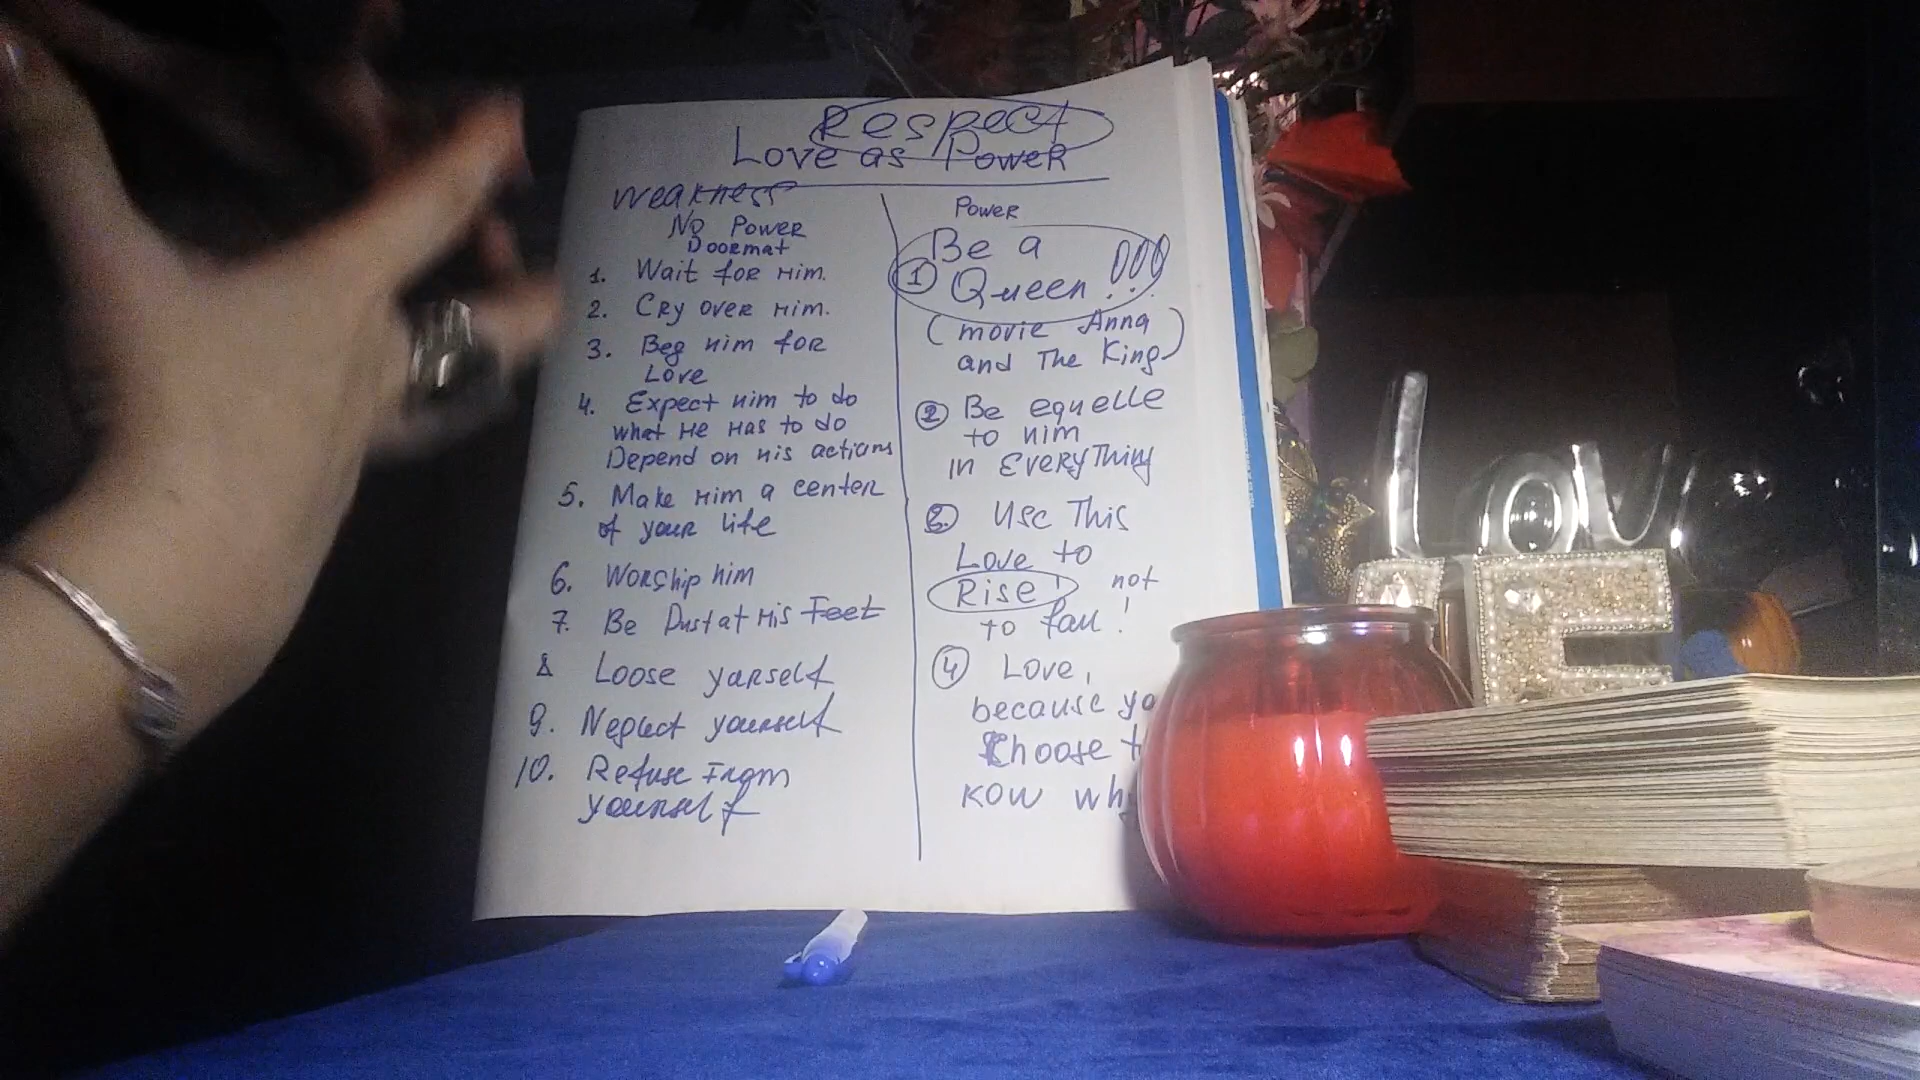 Respect
Love as Power
Weakness
No Power
Doormat
1. Wait for Him.
2. Cry over Him.
3. Beg him for
Love
4. Expect him to do
what He Has to do
Depend on his actions
5. Make Him a center
of your life
6. Worship him
7. Be Dust at His Feet
8 Loose yourself
9. Neglect yourself
10. Refuse From
yourself
Power
Be a
1 Queen !!!
(movie Anna
and The King)
2 Be equelle
to him
in EveryThing
3. Use This
Love to
Rise! not
to fall!
4 Love,
because yo
Choose t
kow why
LOV
E